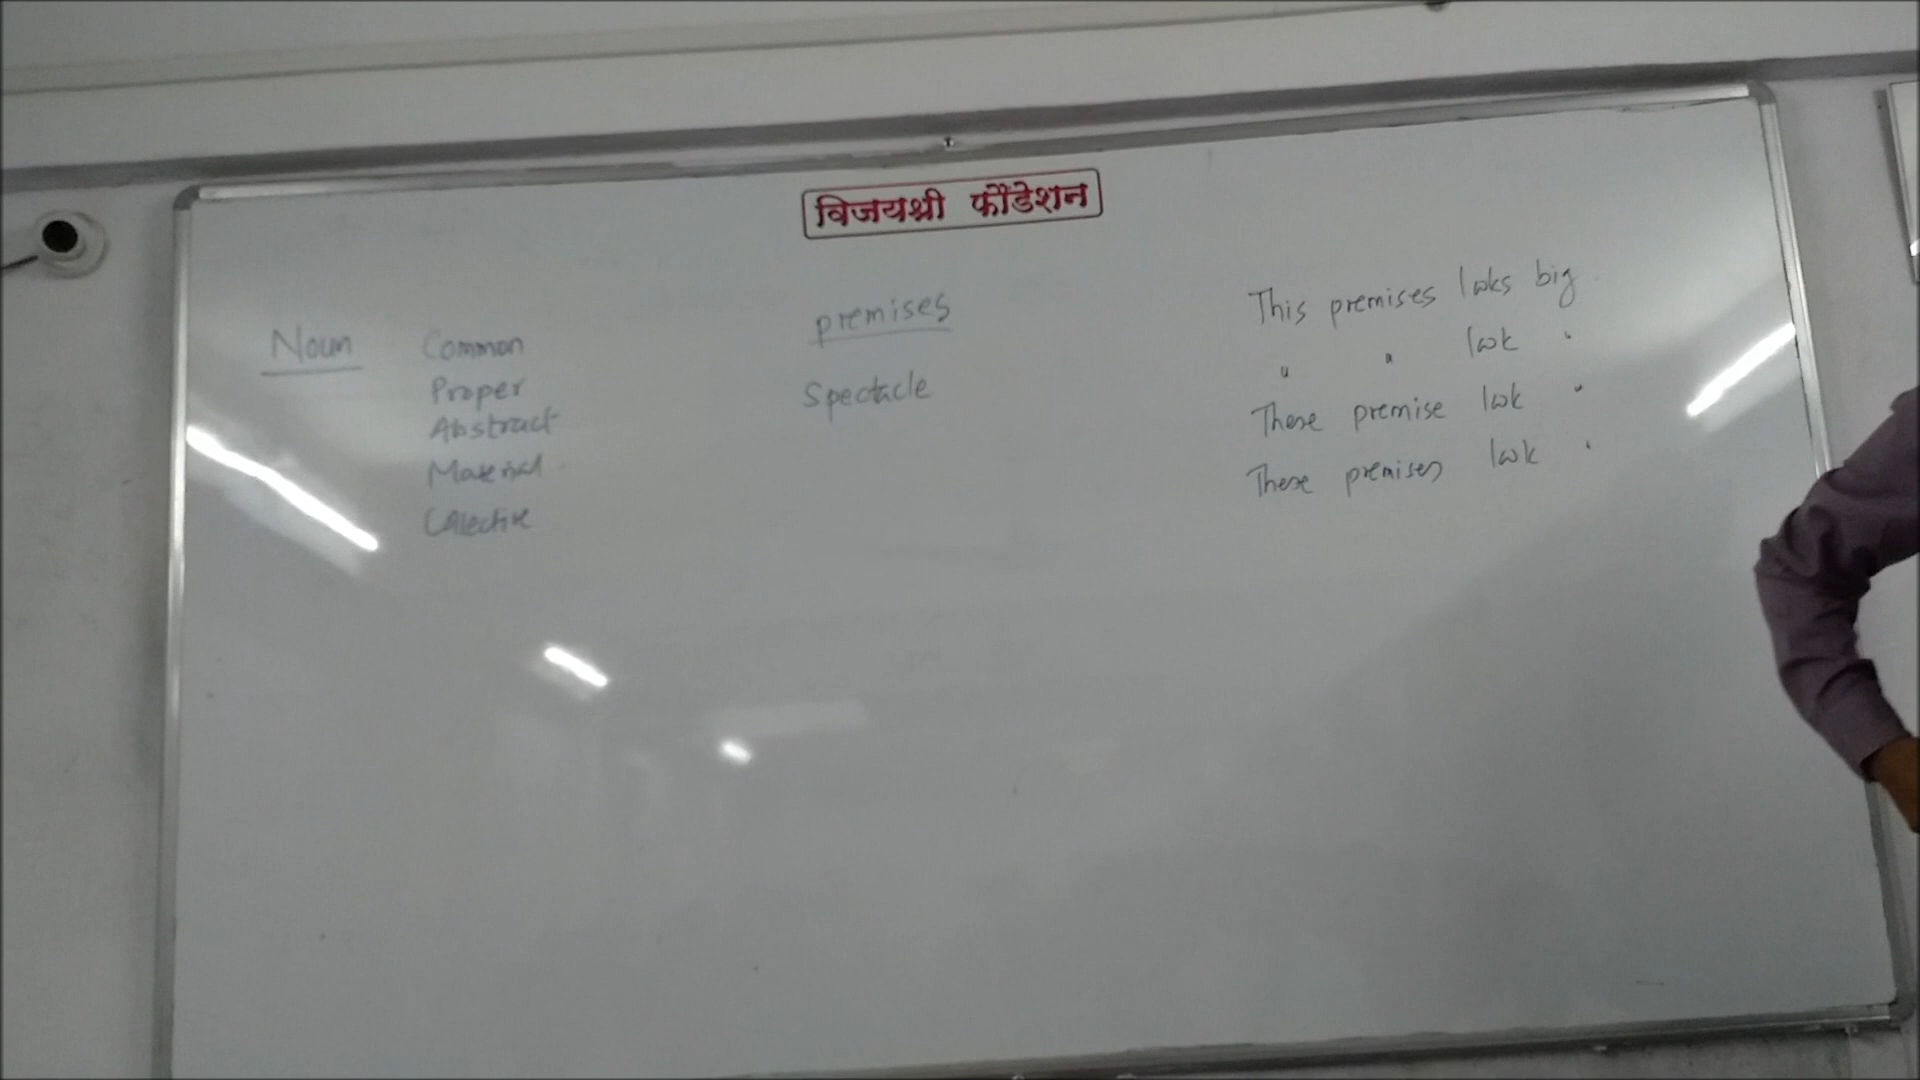 विजयश्री फौंडेशन
Noun
Common
Proper
Abstract
Material
Collective
premises
Spectacle
This premises looks big
" " look "
These premise look "
These premises look "